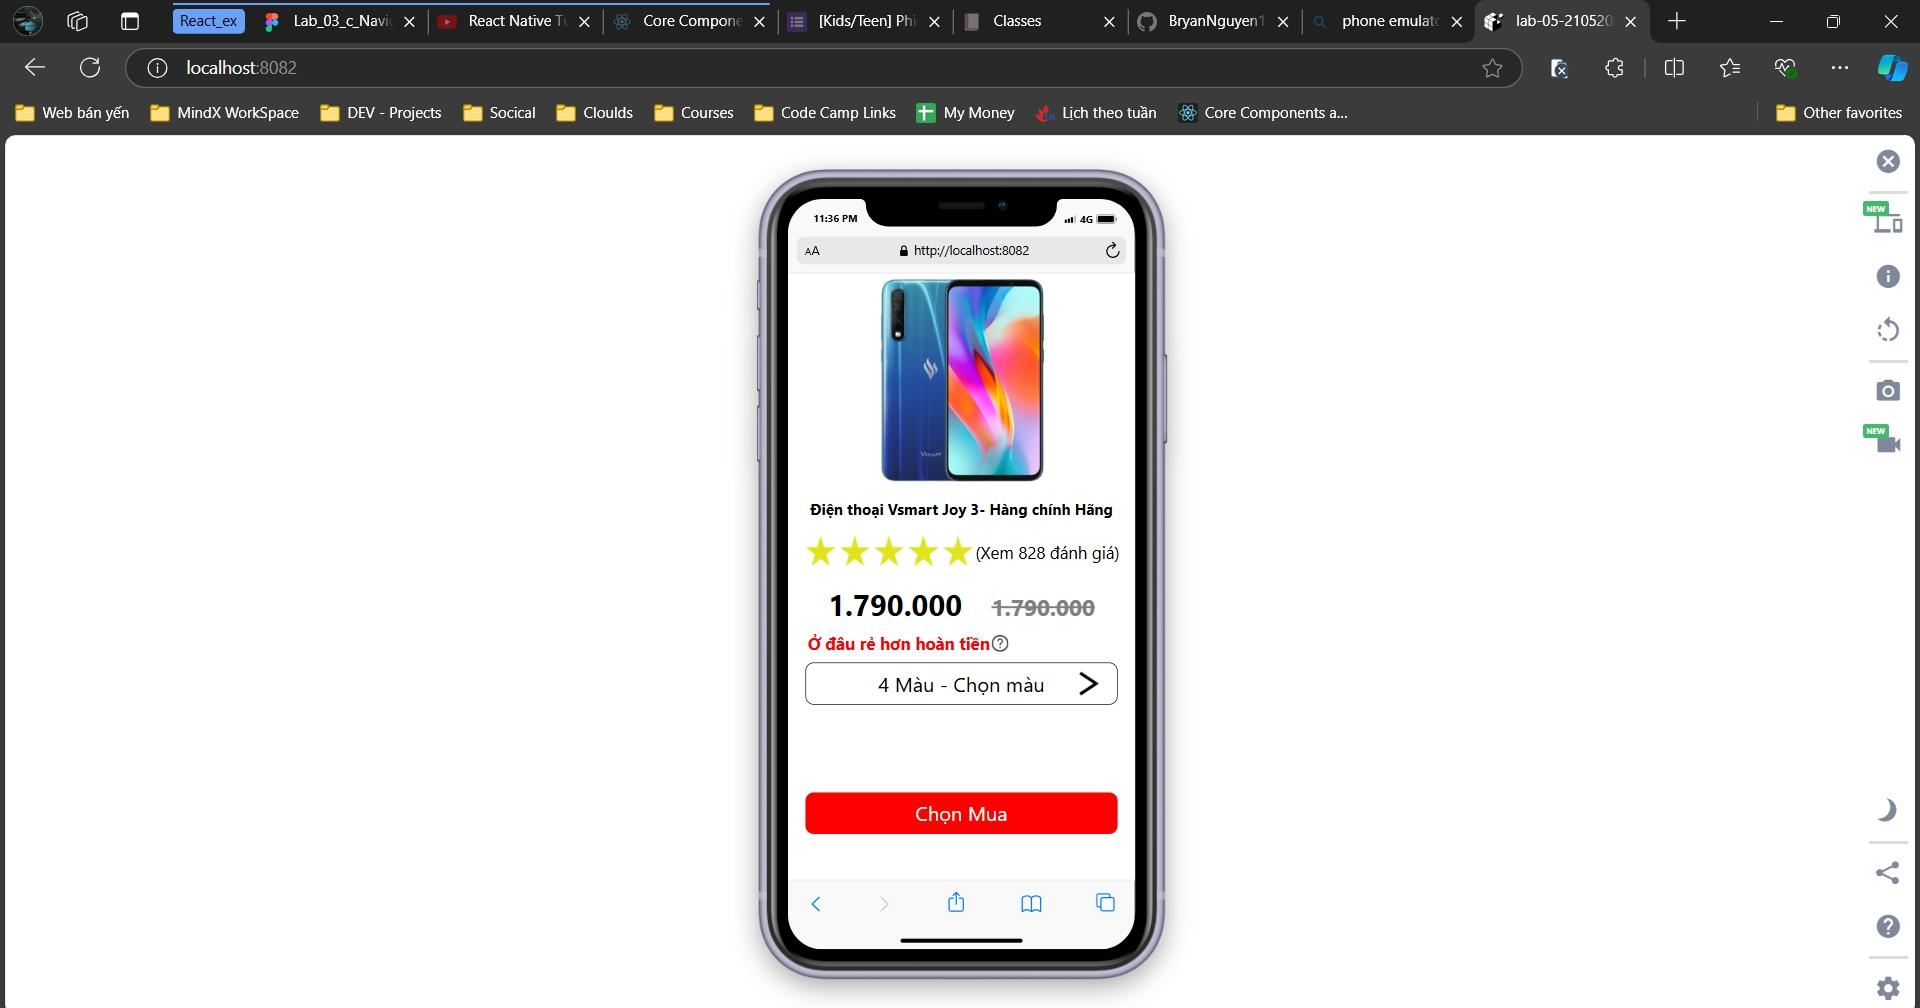 React_ex
Lab_03_c_Navi
React Native Tu
Core Compone
[Kids/Teen] Phi
Classes
BryanNguyen1
phone emulato
lab-05-210520
localhost:8082
Web bán yến
MindX WorkSpace
DEV - Projects
Socical
Cloulds
Courses
Code Camp Links
My Money
Lịch theo tuần
Core Components a...
Other favorites
11:36 PM
4G
AA
http://localhost:8082
Vsmart
Điện thoại Vsmart Joy 3- Hàng chính Hãng
(Xem 828 đánh giá)
1.790.000
1.790.000
Ở đâu rẻ hơn hoàn tiền
4 Màu - Chọn màu
Chọn Mua
NEW
NEW